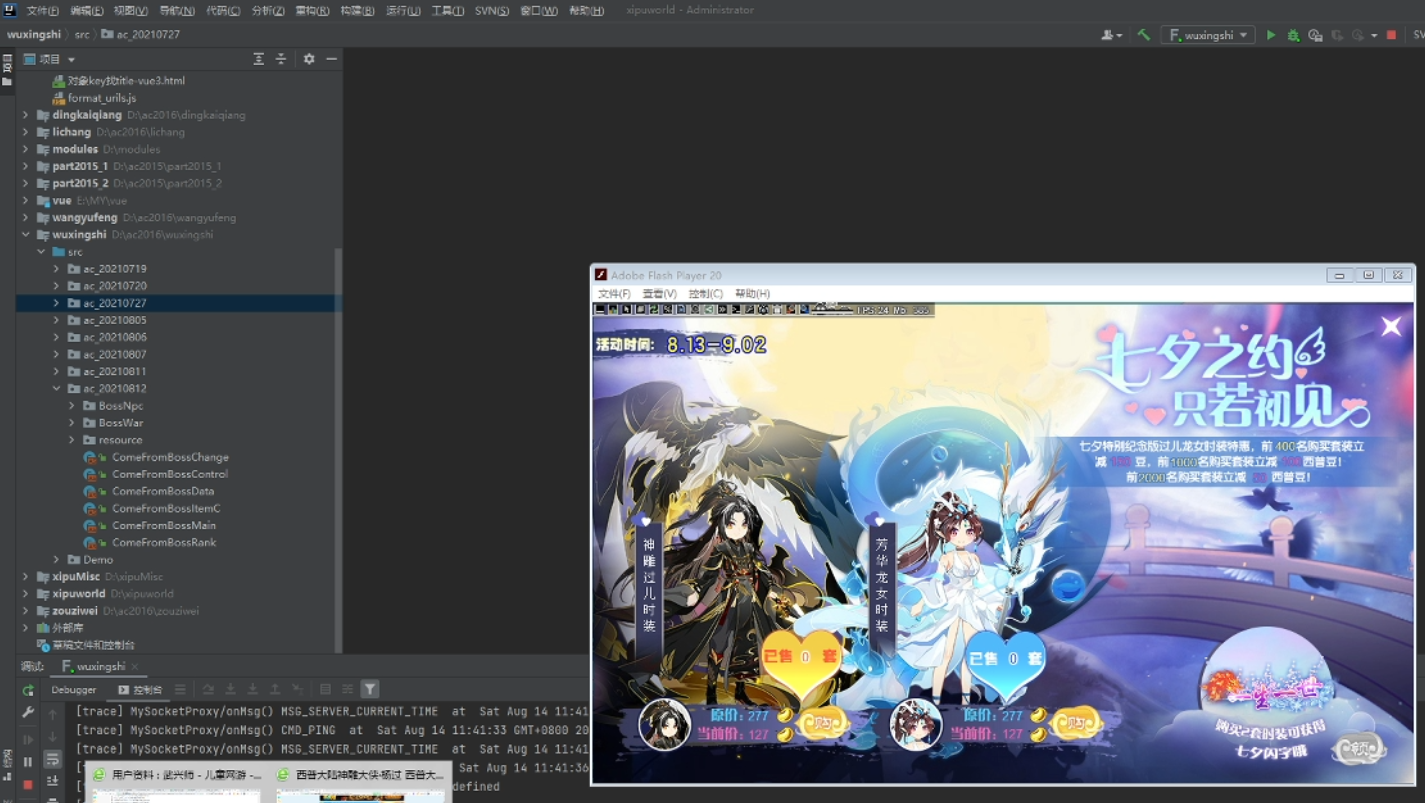 文件(F) 编辑(E) 视图(V) 导航(N) 代码(C) 分析(Z) 重构(R) 构建(B) 运行(U) 工具(T) SVN(S) 窗口(W) 帮助(H) xipuworld - Administrator
wuxingshi src ac_20210727
wuxingshi
项目
对象key找title-vue3.html
format_urils.js
dingkaiqiang D:\ac2016\dingkaiqiang
lichang D:\ac2016\lichang
modules D:\modules
part2015_1 D:\ac2015\part2015_1
part2015_2 D:\ac2015\part2015_2
vue E:\MY\vue
wangyufeng D:\ac2016\wangyufeng
wuxingshi D:\ac2016\wuxingshi
src
ac_20210719
ac_20210720
ac_20210727
ac_20210805
ac_20210806
ac_20210807
ac_20210811
ac_20210812
BossNpc
BossWar
resource
ComeFromBossChange
ComeFromBossControl
ComeFromBossData
ComeFromBossItemC
ComeFromBossMain
ComeFromBossRank
Demo
xipuMisc D:\xipuMisc
xipuworld D:\xipuworld
zouziwei D:\ac2016\zouziwei
外部库
草稿文件和控制台
调试: wuxingshi
Debugger 控制台
[trace] MySocketProxy/onMsg() MSG_SERVER_CURRENT_TIME at Sat Aug 14 11:41
[trace] MySocketProxy/onMsg() CMD_PING at Sat Aug 14 11:41:33 GMT+0800 20
[trace] MySocketProxy/onMsg() MSG_SERVER_CURRENT_TIME at Sat Aug 14 11:41
Sat Aug 14 11:41:36
defined
用户资料：武兴师 - 儿童网游 -...
西普大陆神雕大侠·杨过 西普大...
Adobe Flash Player 20
文件(F) 查看(V) 控制(C) 帮助(H)
活动时间： 8.13-9.02
七夕之约
只若初见
七夕特别纪念版过儿龙女时装特惠，前 400名购买套装立
减 豆，前1000名购买套装立减 西普豆！
前2000名购买套装立减 西普豆！
神雕过儿时装
芳华龙女时装
已售 0 套
已售 0 套
原价：277
当前价：127
购
原价：277
当前价：127
购
一生一世
购买2套时装可获得
七夕闪字哦
领